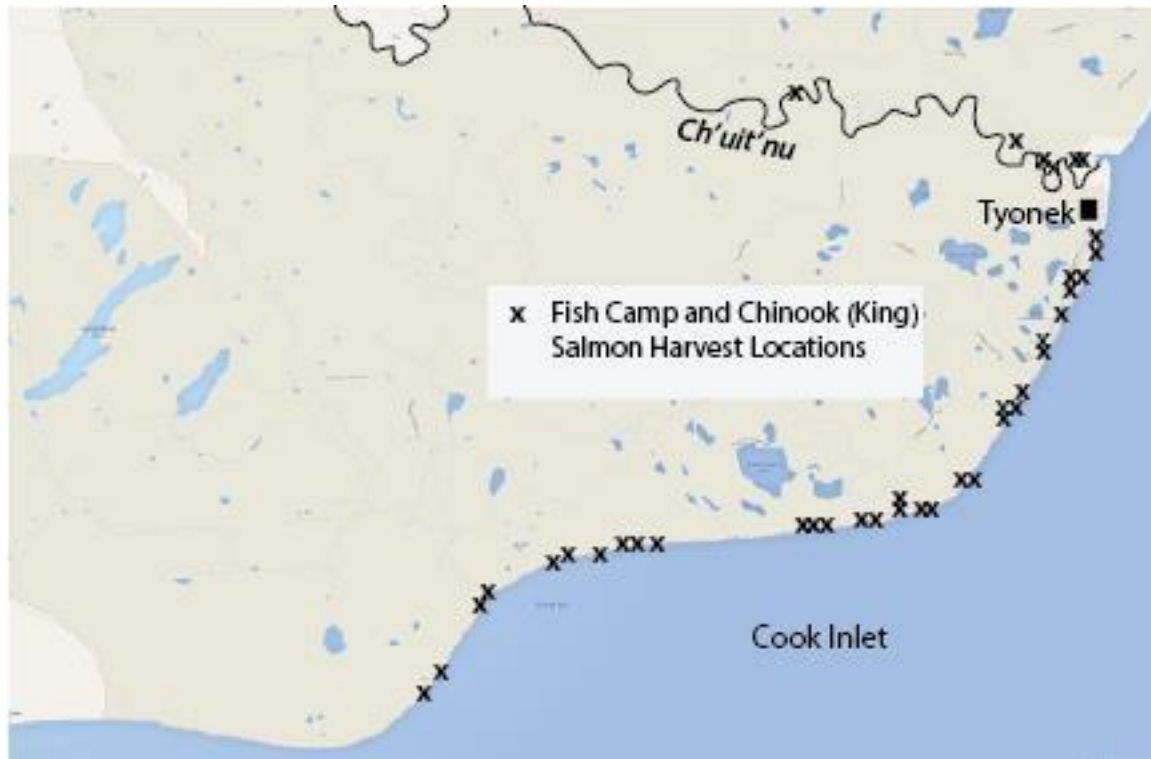 Ch'uit'nu
Tyonek
x Fish Camp and Chinook (King)
Salmon Harvest Locations
Cook Inlet